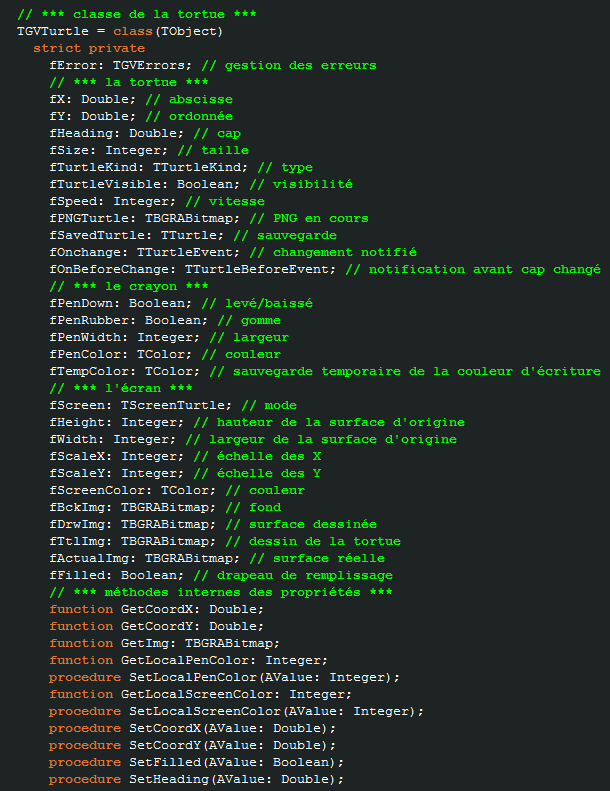 // *** classe de la tortue ***
TGVTurtle = class(TObject)
strict private
fError: TGVErrors; // gestion des erreurs
// *** la tortue ***
fX: Double; // abscisse
fY: Double; // ordonnée
fHeading: Double; // cap
fSize: Integer; // taille
fTurtleKind: TTurtleKind; // type
fTurtleVisible: Boolean; // visibilité
fSpeed: Integer; // vitesse
fPNGTurtle: TBGRABitmap; // PNG en cours
fSavedTurtle: TTurtle; // sauvegarde
fOnchange: TTurtleEvent; // changement notifié
fOnBeforeChange: TTurtleBeforeEvent; // notification avant cap changé
// *** le crayon ***
fPenDown: Boolean; // levé/baissé
fPenRubber: Boolean; // gomme
fPenWidth: Integer; // largeur
fPenColor: TColor; // couleur
fTempColor: TColor; // sauvegarde temporaire de la couleur d'écriture
// *** l'écran ***
fScreen: TScreenTurtle; // mode
fHeight: Integer; // hauteur de la surface d'origine
fWidth: Integer; // largeur de la surface d'origine
fScaleX: Integer; // échelle des X
fScaleY: Integer; // échelle des Y
fScreenColor: TColor; // couleur
fBckImg: TBGRABitmap; // fond
fDrwImg: TBGRABitmap; // surface dessinée
fTtlImg: TBGRABitmap; // dessin de la tortue
fActualImg: TBGRABitmap; // surface réelle
fFilled: Boolean; // drapeau de remplissage
// *** méthodes internes des propriétés ***
function GetCoordX: Double;
function GetCoordY: Double;
function GetImg: TBGRABitmap;
function GetLocalPenColor: Integer;
procedure SetLocalPenColor(AValue: Integer);
function GetLocalScreenColor: Integer;
procedure SetLocalScreenColor(AValue: Integer);
procedure SetCoordX(AValue: Double);
procedure SetCoordY(AValue: Double);
procedure SetFilled(AValue: Boolean);
procedure SetHeading(AValue: Double);